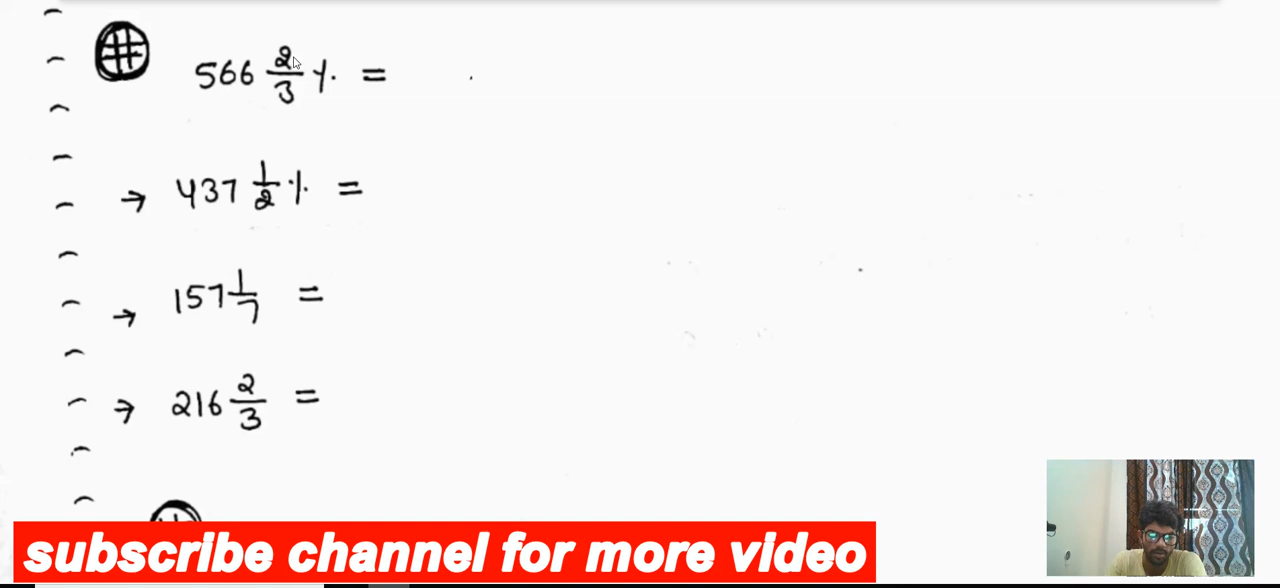 566 2/3 % =
→ 437 1/2 % =
→ 157 1/7 =
→ 216 2/3 =
subscribe channel for more video